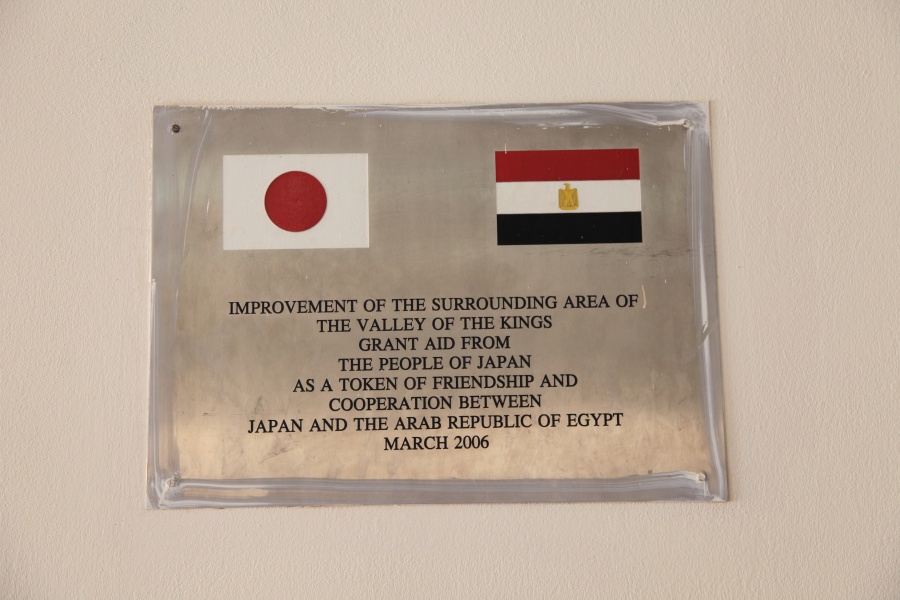 IMPROVEMENT OF THE SURROUNDING AREA OF
THE VALLEY OF THE KINGS
GRANT AID FROM
THE PEOPLE OF JAPAN
AS A TOKEN OF FRIENDSHIP AND
COOPERATION BETWEEN
JAPAN AND THE ARAB REPUBLIC OF EGYPT
MARCH 2006